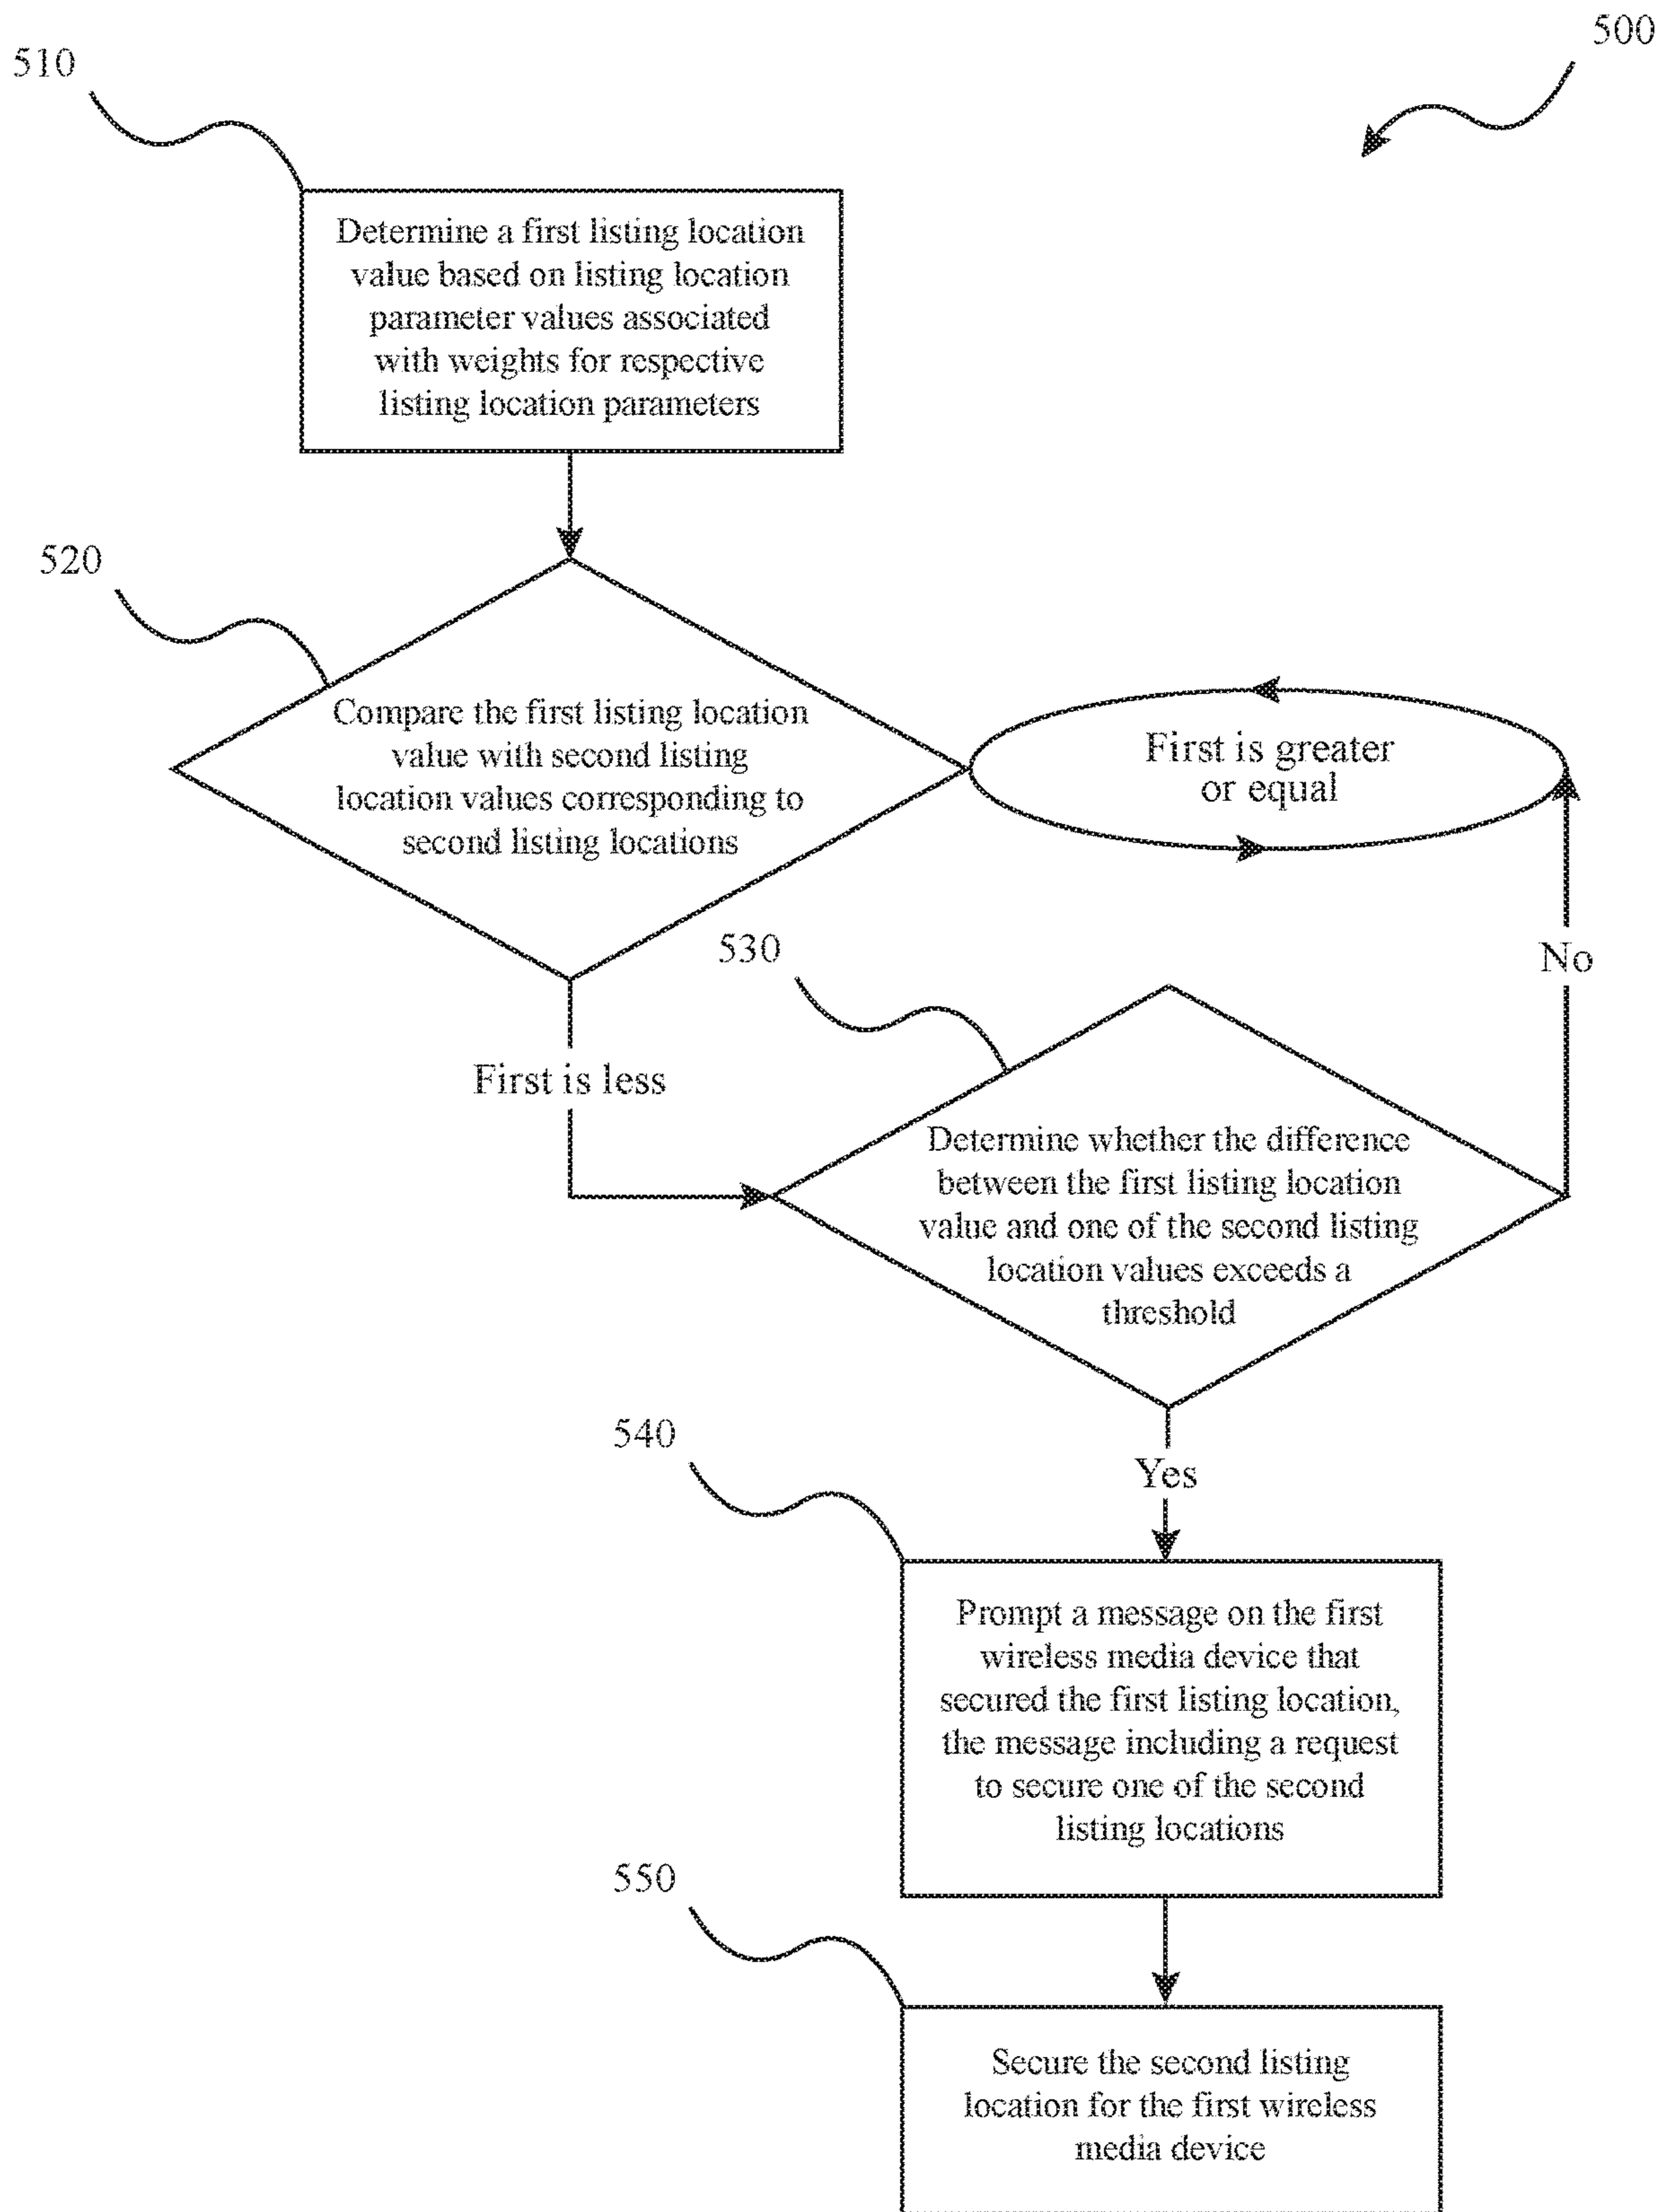 500
510
Determine a first listing location
value based on listing location
parameter values associated
with weights for respective
listing location parameters
520
Compare the first listing location
value with second listing
location values corresponding to
second listing locations
First is greater
or equal
530
No
First is less
Determine whether the difference
between the first listing location
value and one of the second listing
location values exceeds a
threshold
540
Yes
Prompt a message on the first
wireless media device that
secured the first listing location,
the message including a request
to secure one of the second
listing locations
550
Secure the second listing
location for the first wireless
media device